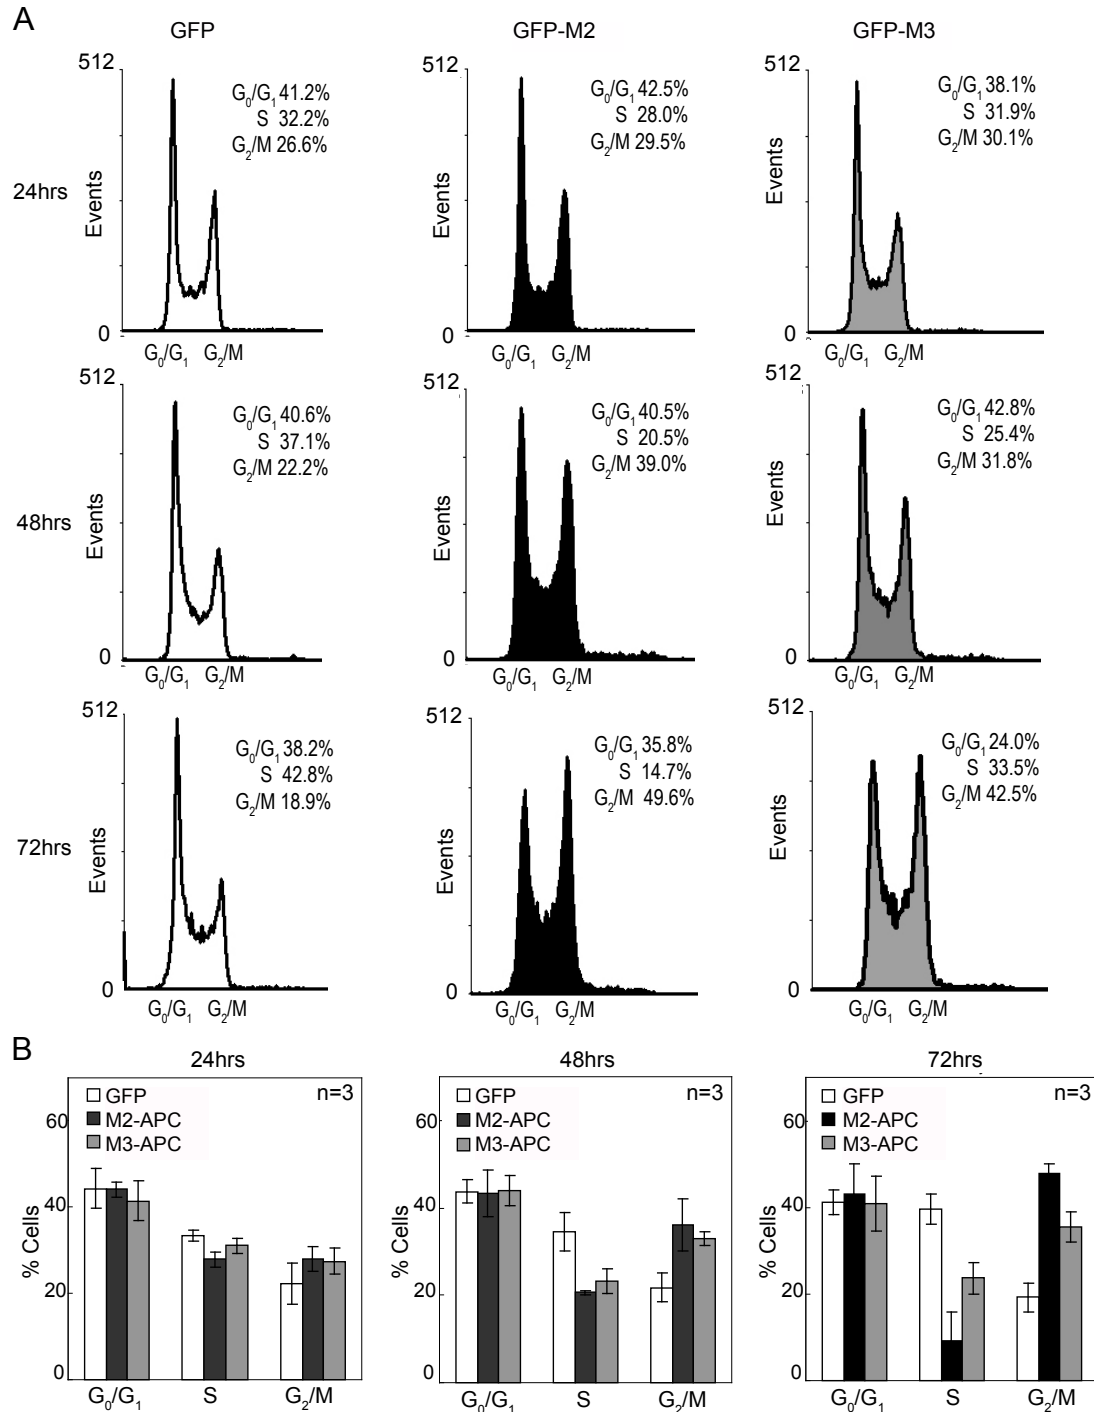 A
GFP GFP-M2 GFP-M3
24hrs
512
Events
0
G₀/G₁ 41.2%
S 32.2%
G₂/M 26.6%
G₀/G₁ G₂/M
512
Events
0
G₀/G₁ 42.5%
S 28.0%
G₂/M 29.5%
G₀/G₁ G₂/M
512
Events
0
G₀/G₁ 38.1%
S 31.9%
G₂/M 30.1%
G₀/G₁ G₂/M
48hrs
512
Events
0
G₀/G₁ 40.6%
S 37.1%
G₂/M 22.2%
G₀/G₁ G₂/M
512
Events
0
G₀/G₁ 40.5%
S 20.5%
G₂/M 39.0%
G₀/G₁ G₂/M
512
Events
0
G₀/G₁ 42.8%
S 25.4%
G₂/M 31.8%
G₀/G₁ G₂/M
72hrs
512
Events
0
G₀/G₁ 38.2%
S 42.8%
G₂/M 18.9%
G₀/G₁ G₂/M
512
Events
0
G₀/G₁ 35.8%
S 14.7%
G₂/M 49.6%
G₀/G₁ G₂/M
512
Events
0
G₀/G₁ 24.0%
S 33.5%
G₂/M 42.5%
G₀/G₁ G₂/M
B
24hrs
GFP
M2-APC
M3-APC
n=3
% Cells
60
40
20
0
G₀/G₁ S G₂/M
48hrs
GFP
M2-APC
M3-APC
n=3
% Cells
60
40
20
0
G₀/G₁ S G₂/M
72hrs
GFP
M2-APC
M3-APC
n=3
% Cells
60
40
20
0
G₀/G₁ S G₂/M